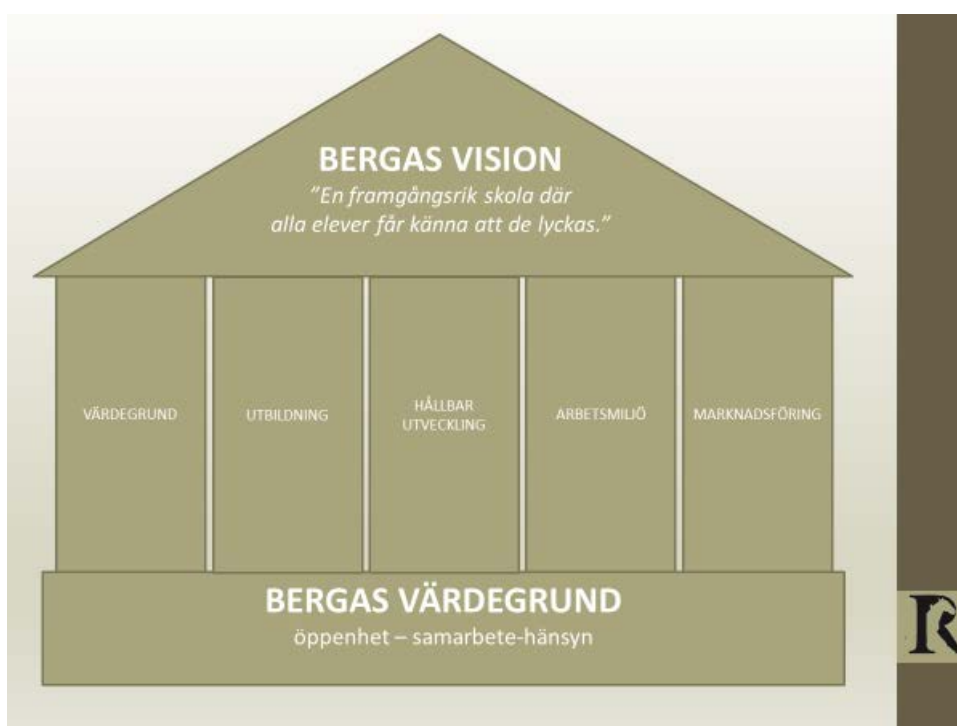 BERGAS VISION
”En framgångsrik skola där
alla elever får känna att de lyckas.”
VÄRDEGRUND
UTBILDNING
HÅLLBAR
UTVECKLING
ARBETSMILJÖ
MARKNADSFÖRING
BERGAS VÄRDEGRUND
öppenhet – samarbete-hänsyn